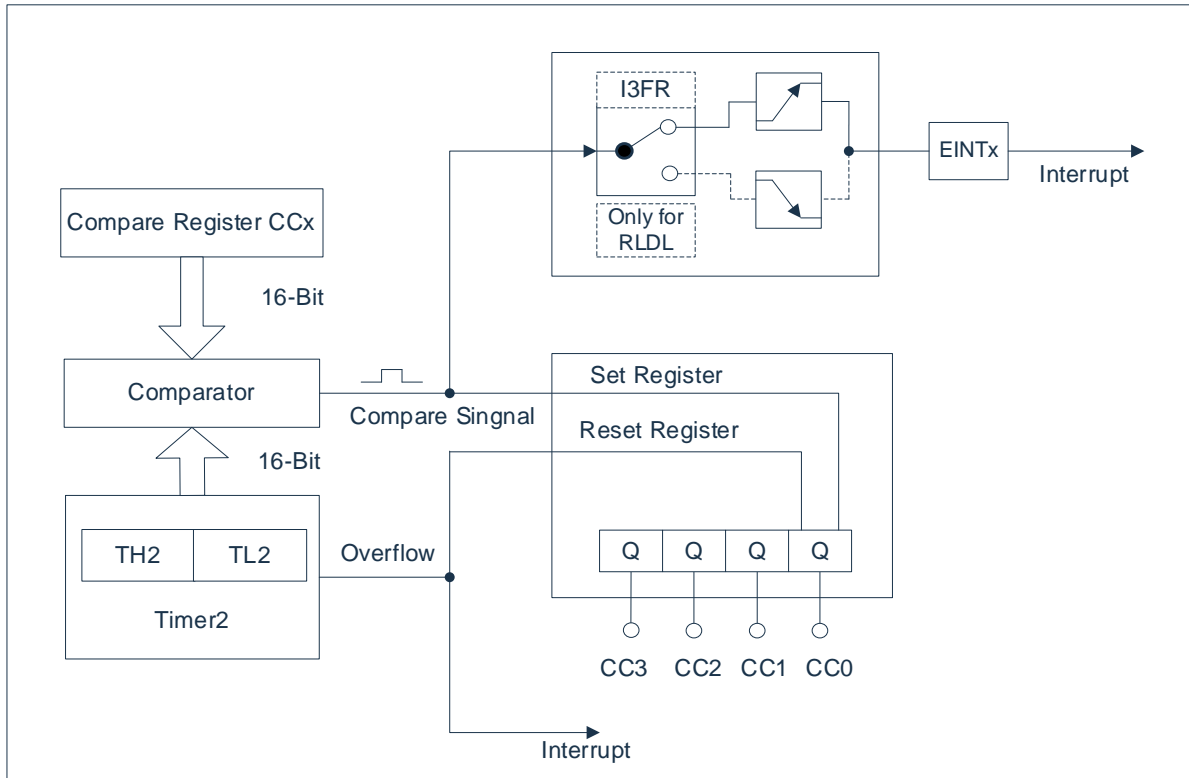 I3FR
EINTx
Interrupt
Only for
RLDL
Compare Register CCx
16-Bit
Comparator
Compare Singnal
Set Register
Reset Register
16-Bit
TH2 TL2
Overflow
Timer2
Q Q Q Q
CC3 CC2 CC1 CC0
Interrupt